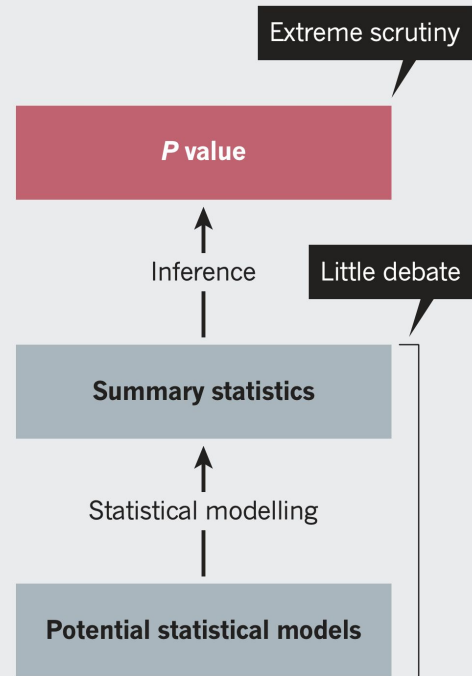 Extreme scrutiny
P value
Inference
Little debate
Summary statistics
Statistical modelling
Potential statistical models